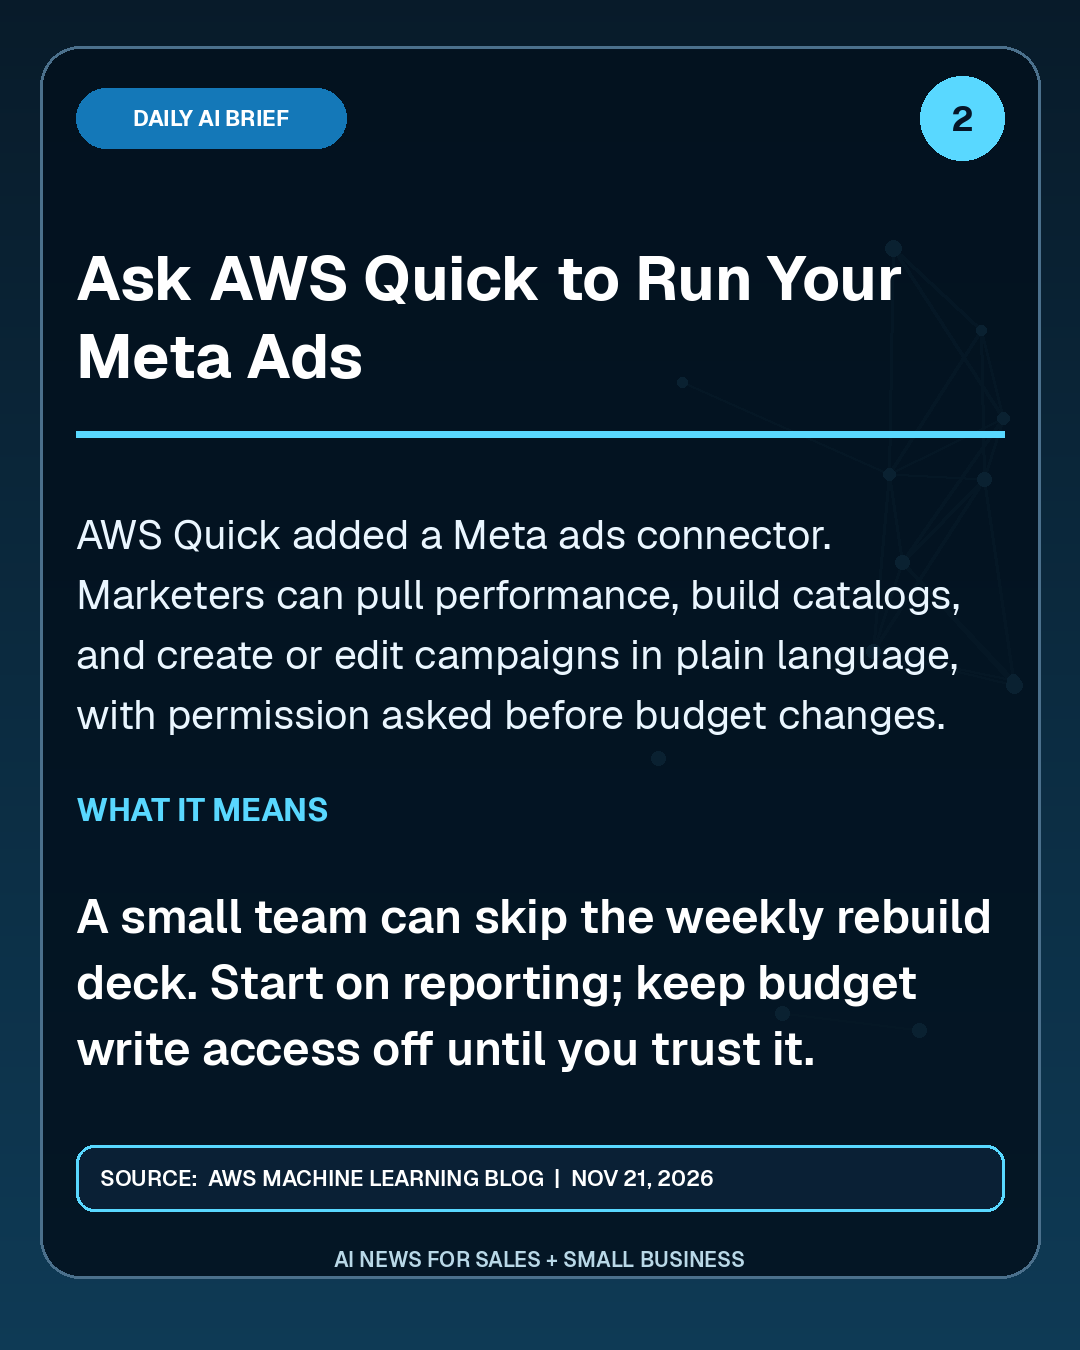 DAILY AI BRIEF
2
Ask AWS Quick to Run Your
Meta Ads
AWS Quick added a Meta ads connector.
Marketers can pull performance, build catalogs,
and create or edit campaigns in plain language,
with permission asked before budget changes.
WHAT IT MEANS
A small team can skip the weekly rebuild
deck. Start on reporting; keep budget
write access off until you trust it.
SOURCE: AWS MACHINE LEARNING BLOG | NOV 21, 2026
AI NEWS FOR SALES + SMALL BUSINESS